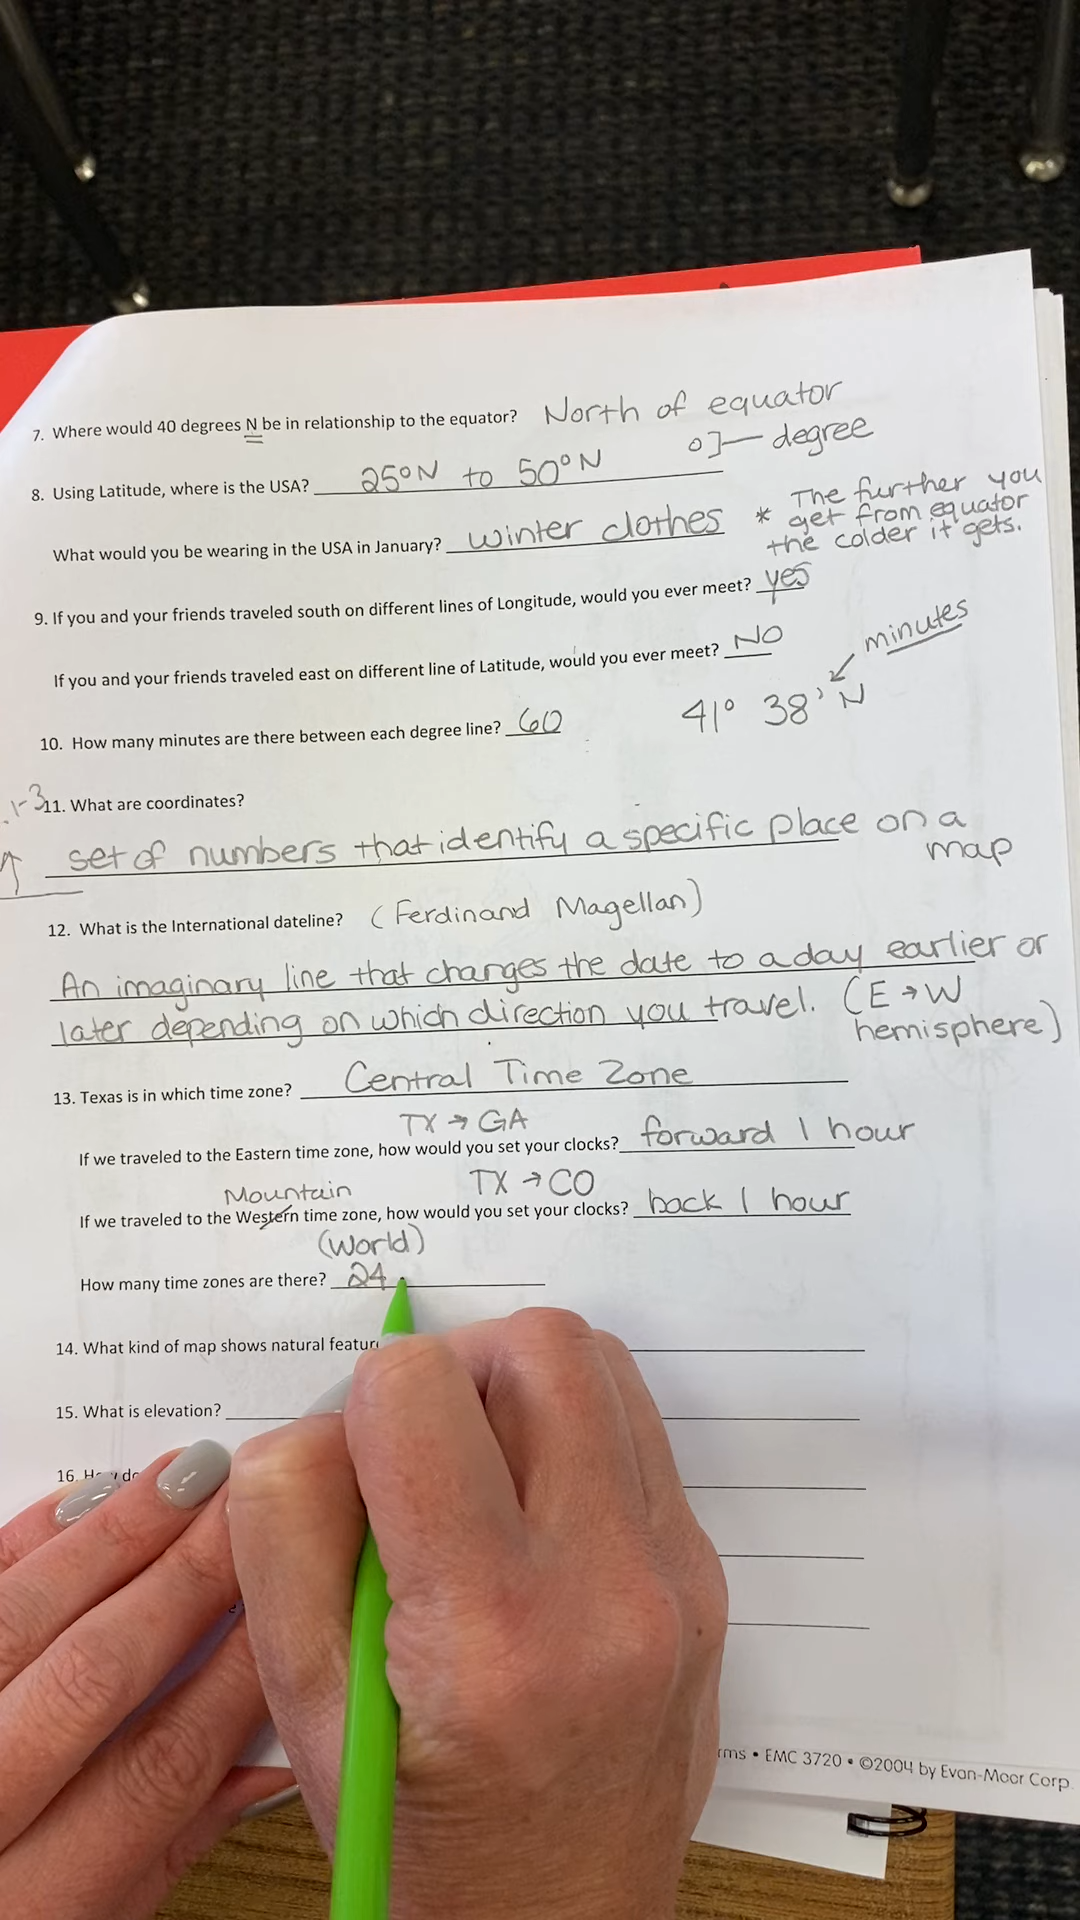 7. Where would 40 degrees N be in relationship to the equator? North of equator
°]— degree
8. Using Latitude, where is the USA? 25°N to 50°N
What would you be wearing in the USA in January? winter clothes
* The further you
get from equator
the colder it gets.
9. If you and your friends traveled south on different lines of Longitude, would you ever meet? yes
If you and your friends traveled east on different line of Latitude, would you ever meet? NO
minutes
10. How many minutes are there between each degree line? 60
41° 38' N
1-3
11. What are coordinates?
set of numbers that identify a specific place on a
map
12. What is the International dateline? (Ferdinand Magellan)
An imaginary line that changes the date to a day earlier or
later depending on which direction you travel. (E → W
hemisphere)
13. Texas is in which time zone? Central Time Zone
TX → GA
If we traveled to the Eastern time zone, how would you set your clocks? forward 1 hour
Mountain TX → CO
If we traveled to the Western time zone, how would you set your clocks? back 1 hour
(World)
How many time zones are there? 24
14. What kind of map shows natural
15. What is elevation?
16.
EMC 3720 • ©2004 by Evan-Moor Corp.